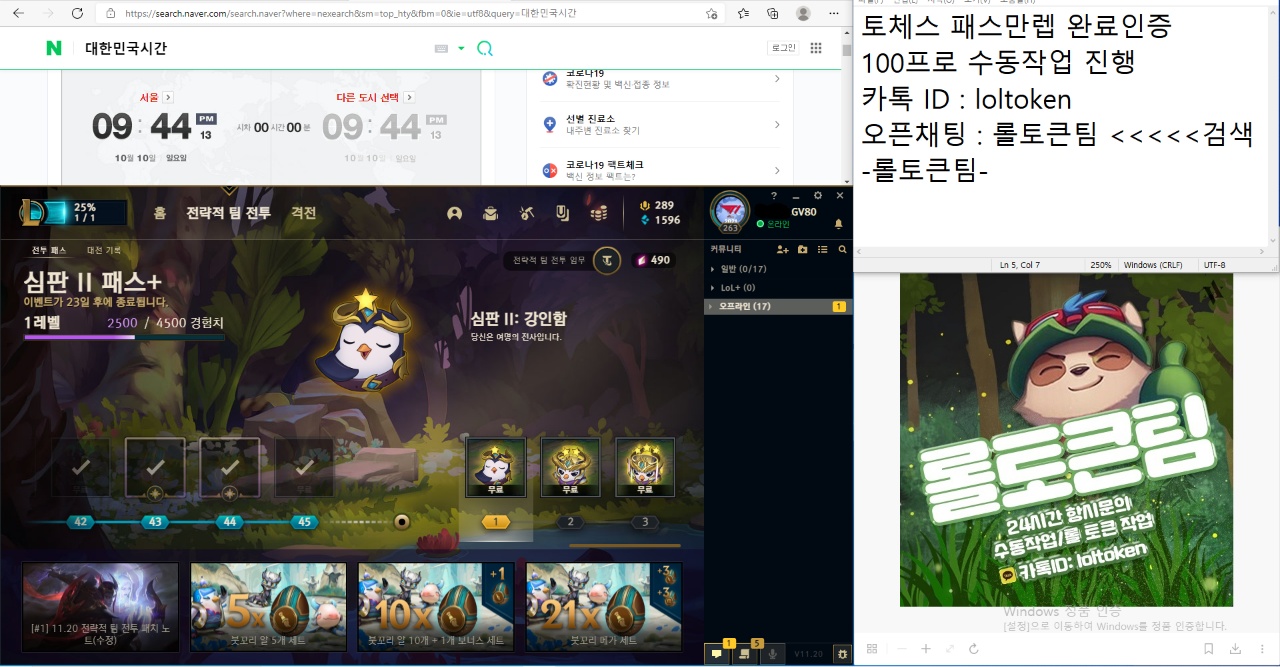 https://search.naver.com/search.naver?where=nexearch&sm=top_hty&fbm=0&ie=utf8&query=대한민국시간
N 대한민국시간
로그인
서울
다른 도시 선택
09 : 44 PM 13
시차 00 시간 00 분
09 : 44 PM 13
10월 10일 일요일
10월 10일 일요일
코로나19
확진현황 및 백신 접종 정보
선별 진료소
내주변 진료소 찾기
코로나19 팩트체크
백신 정보 팩트는?
토체스 패스만렙 완료인증
100프로 수동작업 진행
카톡 ID : loltoken
오픈채팅 : 롤토큰팀 <<<<<검색
-롤토큰팀-
Ln 5, Col 7
250%
Windows (CRLF)
UTF-8
25%
1 / 1
홈
전략적 팀 전투
격전
289
1596
263
GV80
온라인
전투 패스
대전 기록
전략적 팀 전투 임무
490
커뮤니티
일반 (0/17)
LoL+ (0)
오프라인 (17)
1
심판 II 패스+
이벤트가 23일 후에 종료됩니다.
1레벨
2500 / 4500 경험치
심판 II: 강인함
당신은 여명의 전사입니다.
무료
무료
무료
42
43
44
45
1
2
3
[#1] 11.20 전략적 팀 전투 패치 노
트(수정)
5x
붓꼬리 알 5개 세트
10x
+1
붓꼬리 알 10개 + 1개 보너스 세트
21x
+3
+3
붓꼬리 메가 세트
1
5
V11.20
롤토큰팀
24시간 항시문의
수동작업/롤 토큰 작업
카톡ID: loltoken
Windows 정품 인증
[설정]으로 이동하여 Windows를 정품 인증합니다.